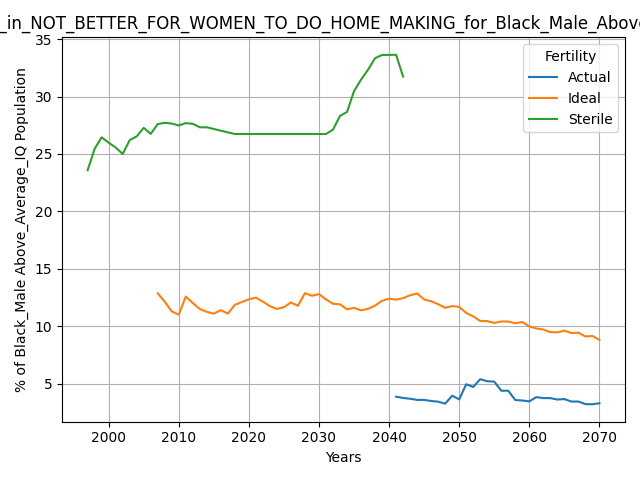 _in_NOT_BETTER_FOR_WOMEN_TO_DO_HOME_MAKING_for_Black_Male_Above
35
30
25
20
15
10
5
% of Black_Male Above_Average_IQ Population
Fertility
Actual
Ideal
Sterile
2000 2010 2020 2030 2040 2050 2060 2070
Years